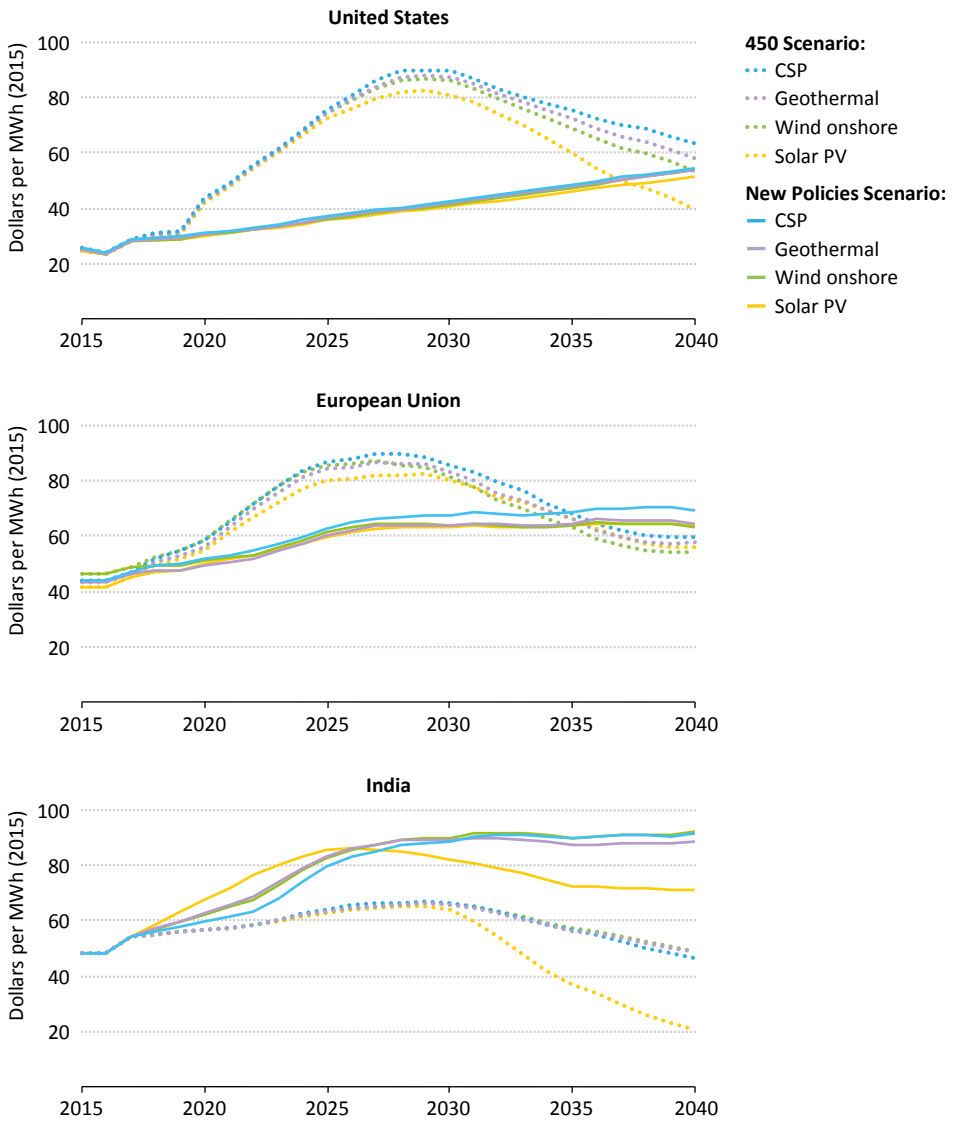 United States
Dollars per MWh (2015)
100
80
60
40
20
2015 2020 2025 2030 2035 2040
450 Scenario:
CSP
Geothermal
Wind onshore
Solar PV
New Policies Scenario:
CSP
Geothermal
Wind onshore
Solar PV
European Union
Dollars per MWh (2015)
100
80
60
40
20
2015 2020 2025 2030 2035 2040
India
Dollars per MWh (2015)
100
80
60
40
20
2015 2020 2025 2030 2035 2040